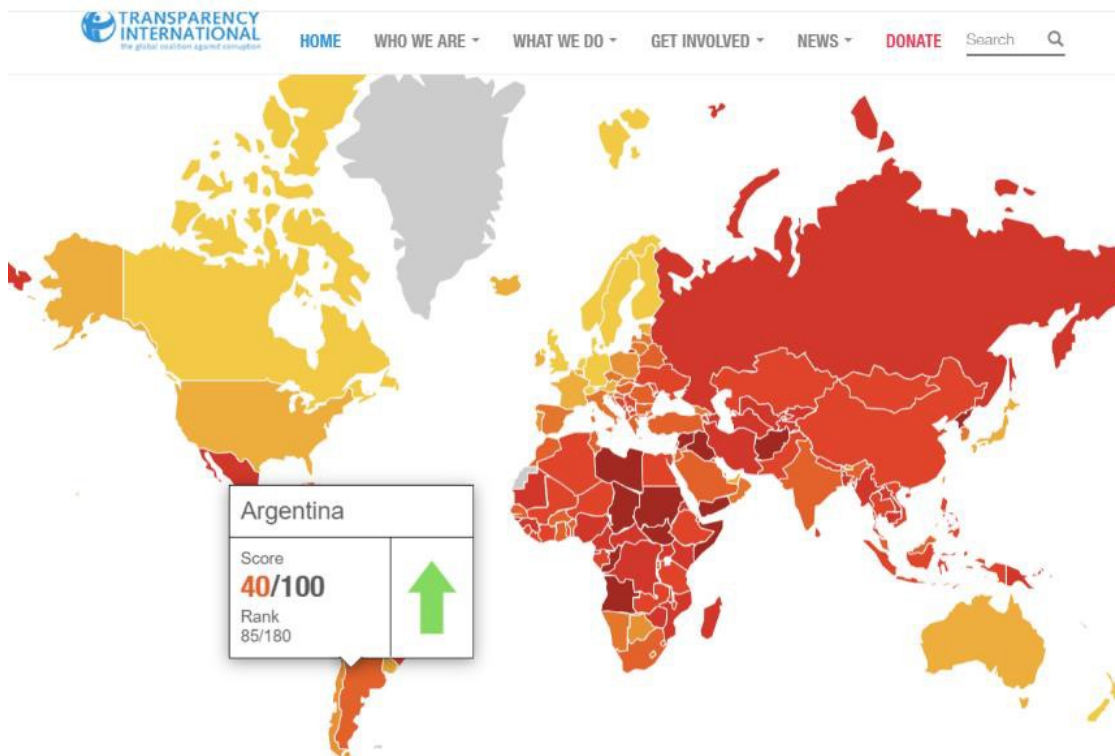 TRANSPARENCY
INTERNATIONAL
the global coalition against corruption
HOME WHO WE ARE WHAT WE DO GET INVOLVED NEWS DONATE Search
Argentina
Score
40/100
Rank
85/180